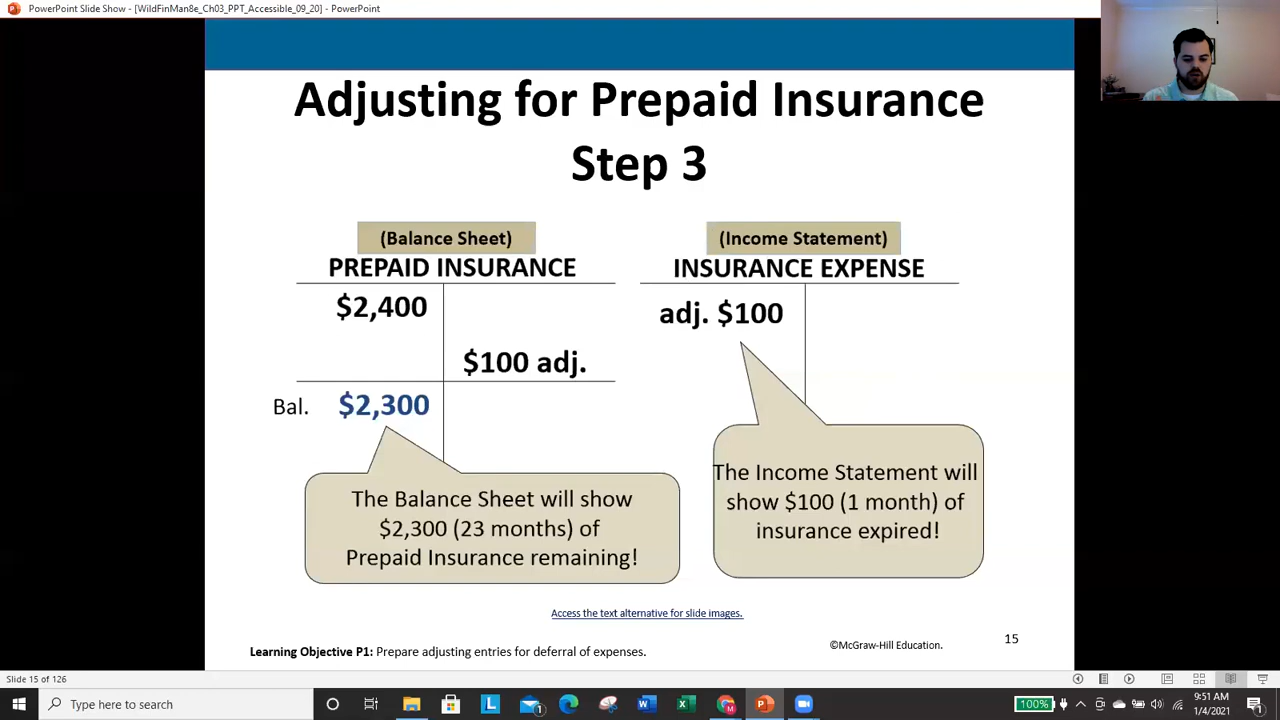 PowerPoint Slide Show - [WildFinMan8e_Ch03_PPT_Accessible_09_20] - PowerPoint
Adjusting for Prepaid Insurance
Step 3
(Balance Sheet)
PREPAID INSURANCE
$2,400
$100 adj.
Bal. $2,300
The Balance Sheet will show
$2,300 (23 months) of
Prepaid Insurance remaining!
(Income Statement)
INSURANCE EXPENSE
adj. $100
The Income Statement will
show $100 (1 month) of
insurance expired!
Access the text alternative for slide images.
Learning Objective P1: Prepare adjusting entries for deferral of expenses.
©McGraw-Hill Education.
15
Slide 15 of 126
Type here to search
100%
9:51 AM
1/4/2021